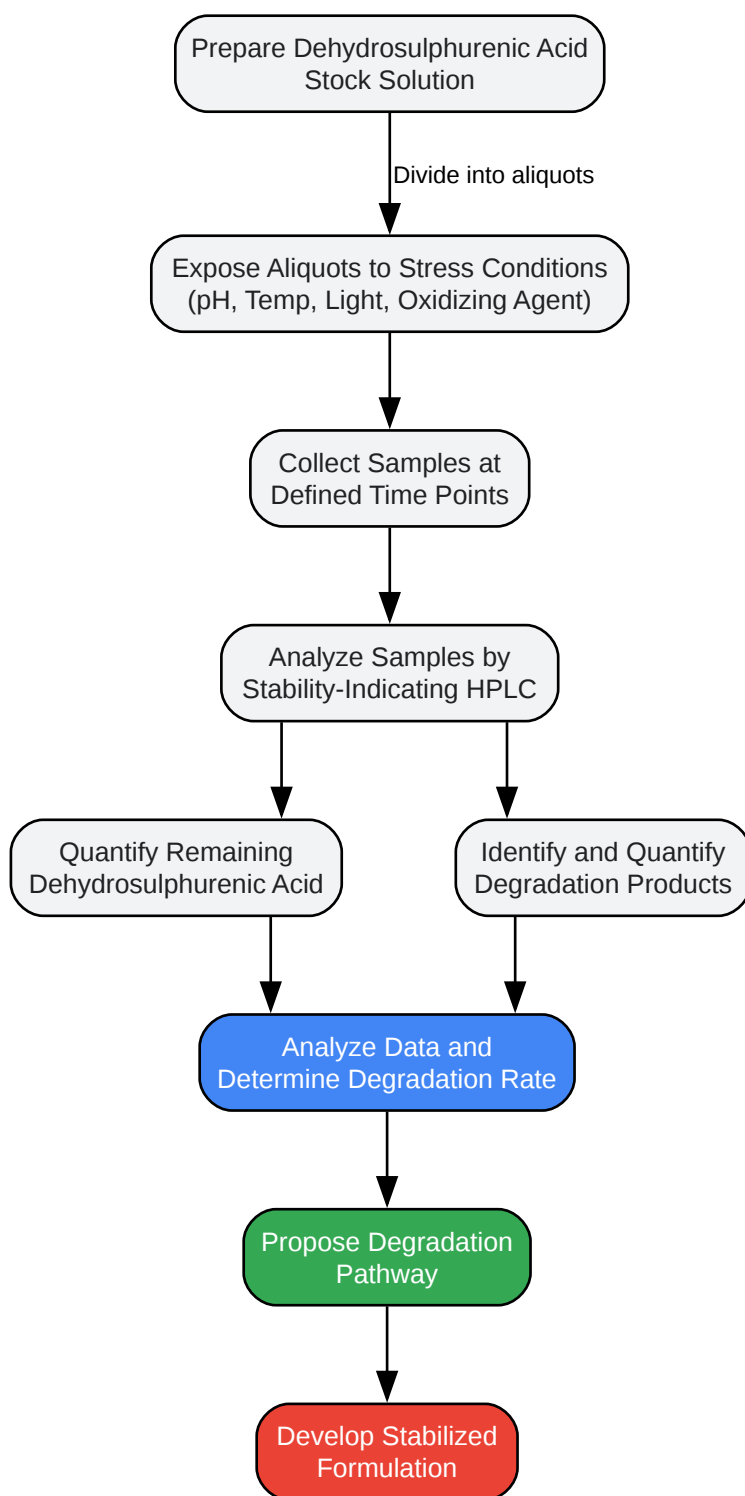 Prepare Dehydrosulphurenic Acid
Stock Solution
Divide into aliquots
Expose Aliquots to Stress Conditions
(pH, Temp, Light, Oxidizing Agent)
Collect Samples at
Defined Time Points
Analyze Samples by
Stability-Indicating HPLC
Quantify Remaining
Dehydrosulphurenic Acid
Identify and Quantify
Degradation Products
Analyze Data and
Determine Degradation Rate
Propose Degradation
Pathway
Develop Stabilized
Formulation